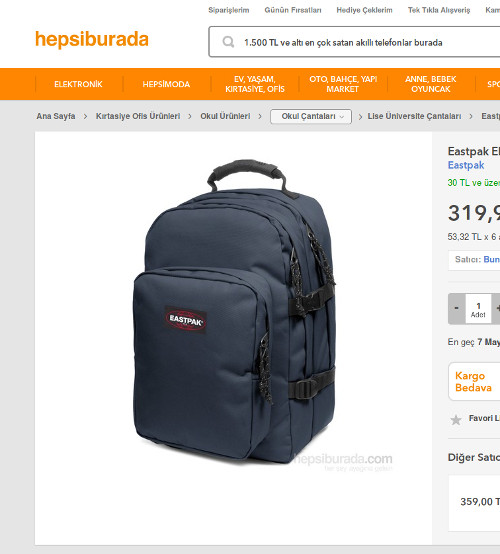 Siparişlerim Günün Fırsatları Hediye Çeklerim Tek Tıkla Alışveriş
hepsiburada
1.500 TL ve altı en çok satan akıllı telefonlar burada
ELEKTRONİK HEPSİMODA EV, YAŞAM, KIRTASİYE, OFİS OTO, BAHÇE, YAPI MARKET ANNE, BEBEK OYUNCAK
Ana Sayfa > Kırtasiye Ofis Ürünleri > Okul Ürünleri > Okul Çantaları > Lise Üniversite Çantaları >
Eastpak
Eastpak
30 TL ve üzer
319,9
53,32 TL x 6
Satıcı: Bun
- 1 +
Adet
En geç 7 May
Kargo
Bedava
Favori L
Diğer Satıc
359,00 T
EASTPAK
hepsiburada.com
her şey ayağına gelsin!